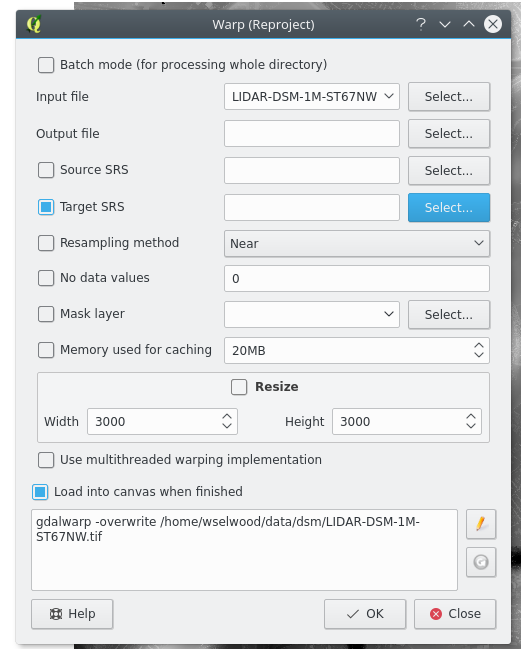 Warp (Reproject)
Batch mode (for processing whole directory)
Input file LIDAR-DSM-1M-ST67NW Select...
Output file Select...
Source SRS Select...
Target SRS Select...
Resampling method Near
No data values 0
Mask layer Select...
Memory used for caching 20MB
Resize
Width 3000 Height 3000
Use multithreaded warping implementation
Load into canvas when finished
gdalwarp -overwrite /home/wselwood/data/dsm/LIDAR-DSM-1M-
ST67NW.tif
Help OK Close